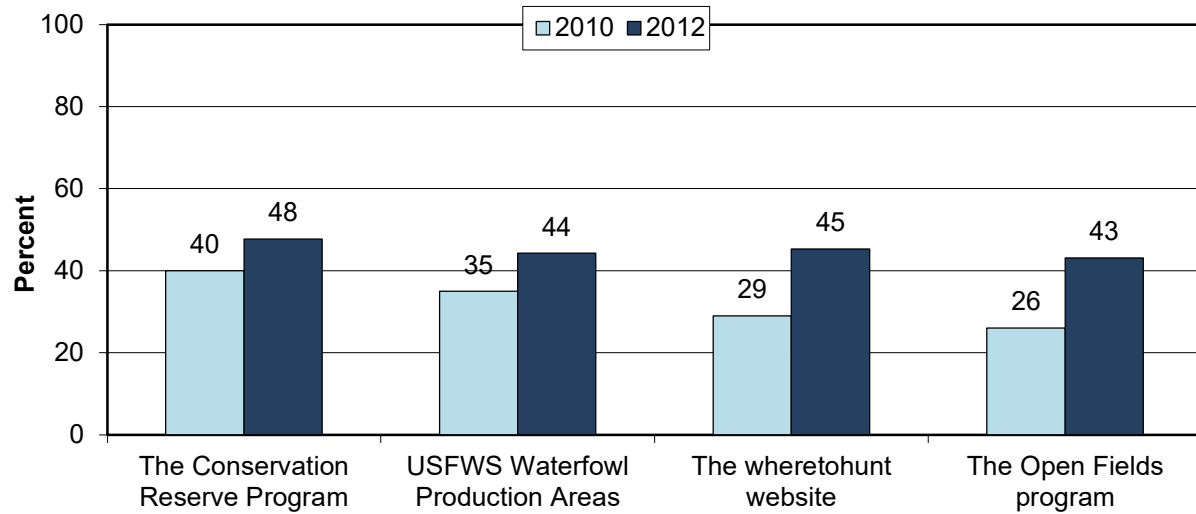 2010 2012
100
80
60
40
20
0
Percent
40 48 35 44 29 45 26 43
The Conservation
Reserve Program
USFWS Waterfowl
Production Areas
The wheretohunt
website
The Open Fields
program